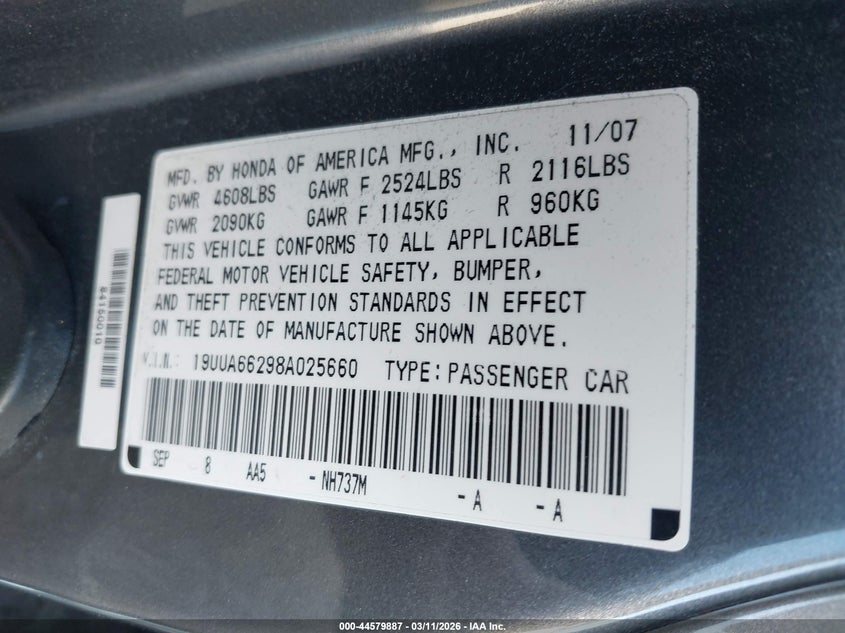 MFD. BY HONDA OF AMERICA MFG., INC. 11/07
GVWR 4608LBS GAWR F 2524LBS R 2116LBS
GVWR 2090KG GAWR F 1145KG R 960KG
THIS VEHICLE CONFORMS TO ALL APPLICABLE
FEDERAL MOTOR VEHICLE SAFETY, BUMPER,
AND THEFT PREVENTION STANDARDS IN EFFECT
ON THE DATE OF MANUFACTURE SHOWN ABOVE.
V.I.N.: 19UUA66298A025660 TYPE:PASSENGER CAR
SEP 8 AA5 -NH737M -A -A
000-44579887 - 03/11/2026 - IAA Inc.